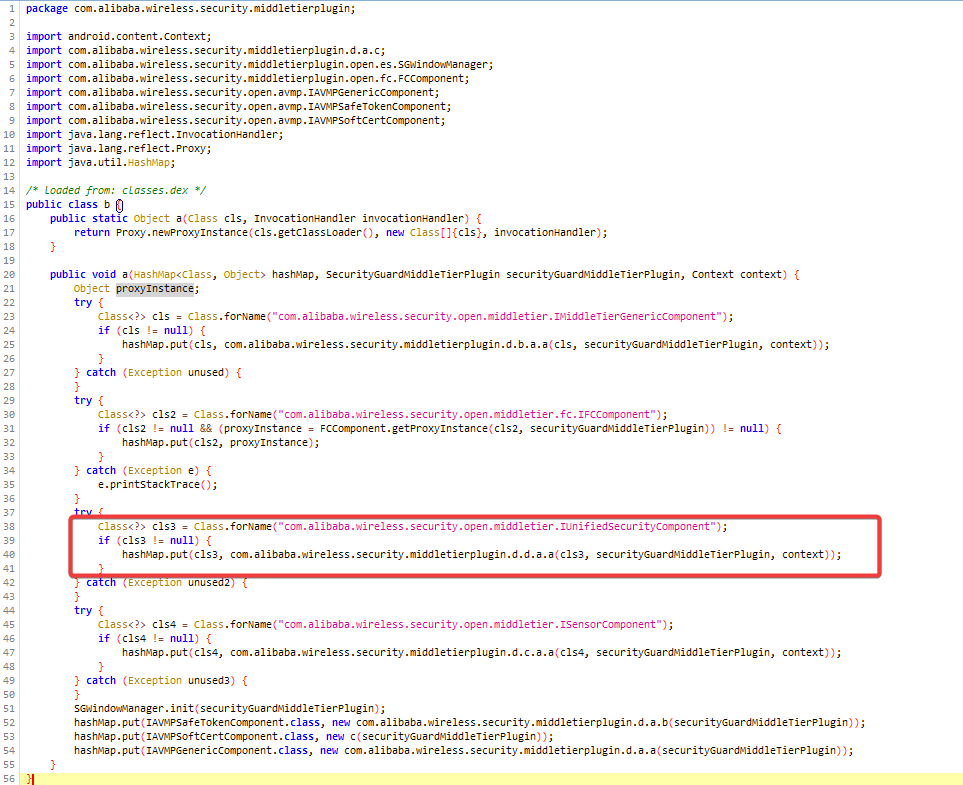 1 package com.alibaba.wireless.security.middletierplugin;
2
3 import android.content.Context;
4 import com.alibaba.wireless.security.middletierplugin.d.a.c;
5 import com.alibaba.wireless.security.middletierplugin.open.es.SGWindowManager;
6 import com.alibaba.wireless.security.middletierplugin.open.fc.FCComponent;
7 import com.alibaba.wireless.security.open.avmp.IAVMPGenericComponent;
8 import com.alibaba.wireless.security.open.avmp.IAVMPSafeTokenComponent;
9 import com.alibaba.wireless.security.open.avmp.IAVMPSoftCertComponent;
10 import java.lang.reflect.InvocationHandler;
11 import java.lang.reflect.Proxy;
12 import java.util.HashMap;
13
14 /* loaded from: classes.dex */
15 public class b {
16 public static Object a(Class cls, InvocationHandler invocationHandler) {
17 return Proxy.newProxyInstance(cls.getClassLoader(), new Class[]{cls}, invocationHandler);
18 }
19
20 public void a(HashMap<Class, Object> hashMap, SecurityGuardMiddleTierPlugin securityGuardMiddleTierPlugin, Context context) {
21 Object proxyInstance;
22 try {
23 Class<?> cls = Class.forName("com.alibaba.wireless.security.open.middletier.IMiddleTierGenericComponent");
24 if (cls != null) {
25 hashMap.put(cls, com.alibaba.wireless.security.middletierplugin.d.b.a.a(cls, securityGuardMiddleTierPlugin, context));
26 }
27 } catch (Exception unused) {
28 }
29 try {
30 Class<?> cls2 = Class.forName("com.alibaba.wireless.security.open.middletier.fc.IFCComponent");
31 if (cls2 != null && (proxyInstance = FCComponent.getProxyInstance(cls2, securityGuardMiddleTierPlugin)) != null) {
32 hashMap.put(cls2, proxyInstance);
33 }
34 } catch (Exception e) {
35 e.printStackTrace();
36 }
37 try {
38 Class<?> cls3 = Class.forName("com.alibaba.wireless.security.open.middletier.IUnifiedSecurityComponent");
39 if (cls3 != null) {
40 hashMap.put(cls3, com.alibaba.wireless.security.middletierplugin.d.d.a.a(cls3, securityGuardMiddleTierPlugin, context));
41 }
42 } catch (Exception unused2) {
43 }
44 try {
45 Class<?> cls4 = Class.forName("com.alibaba.wireless.security.open.middletier.ISensorComponent");
46 if (cls4 != null) {
47 hashMap.put(cls4, com.alibaba.wireless.security.middletierplugin.d.c.a.a(cls4, securityGuardMiddleTierPlugin, context));
48 }
49 } catch (Exception unused3) {
50 }
51 SGWindowManager.init(securityGuardMiddleTierPlugin);
52 hashMap.put(IAVMPSafeTokenComponent.class, new com.alibaba.wireless.security.middletierplugin.d.a.b(securityGuardMiddleTierPlugin));
53 hashMap.put(IAVMPSoftCertComponent.class, new c(securityGuardMiddleTierPlugin));
54 hashMap.put(IAVMPGenericComponent.class, new com.alibaba.wireless.security.middletierplugin.d.a.a(securityGuardMiddleTierPlugin));
55 }
56 }